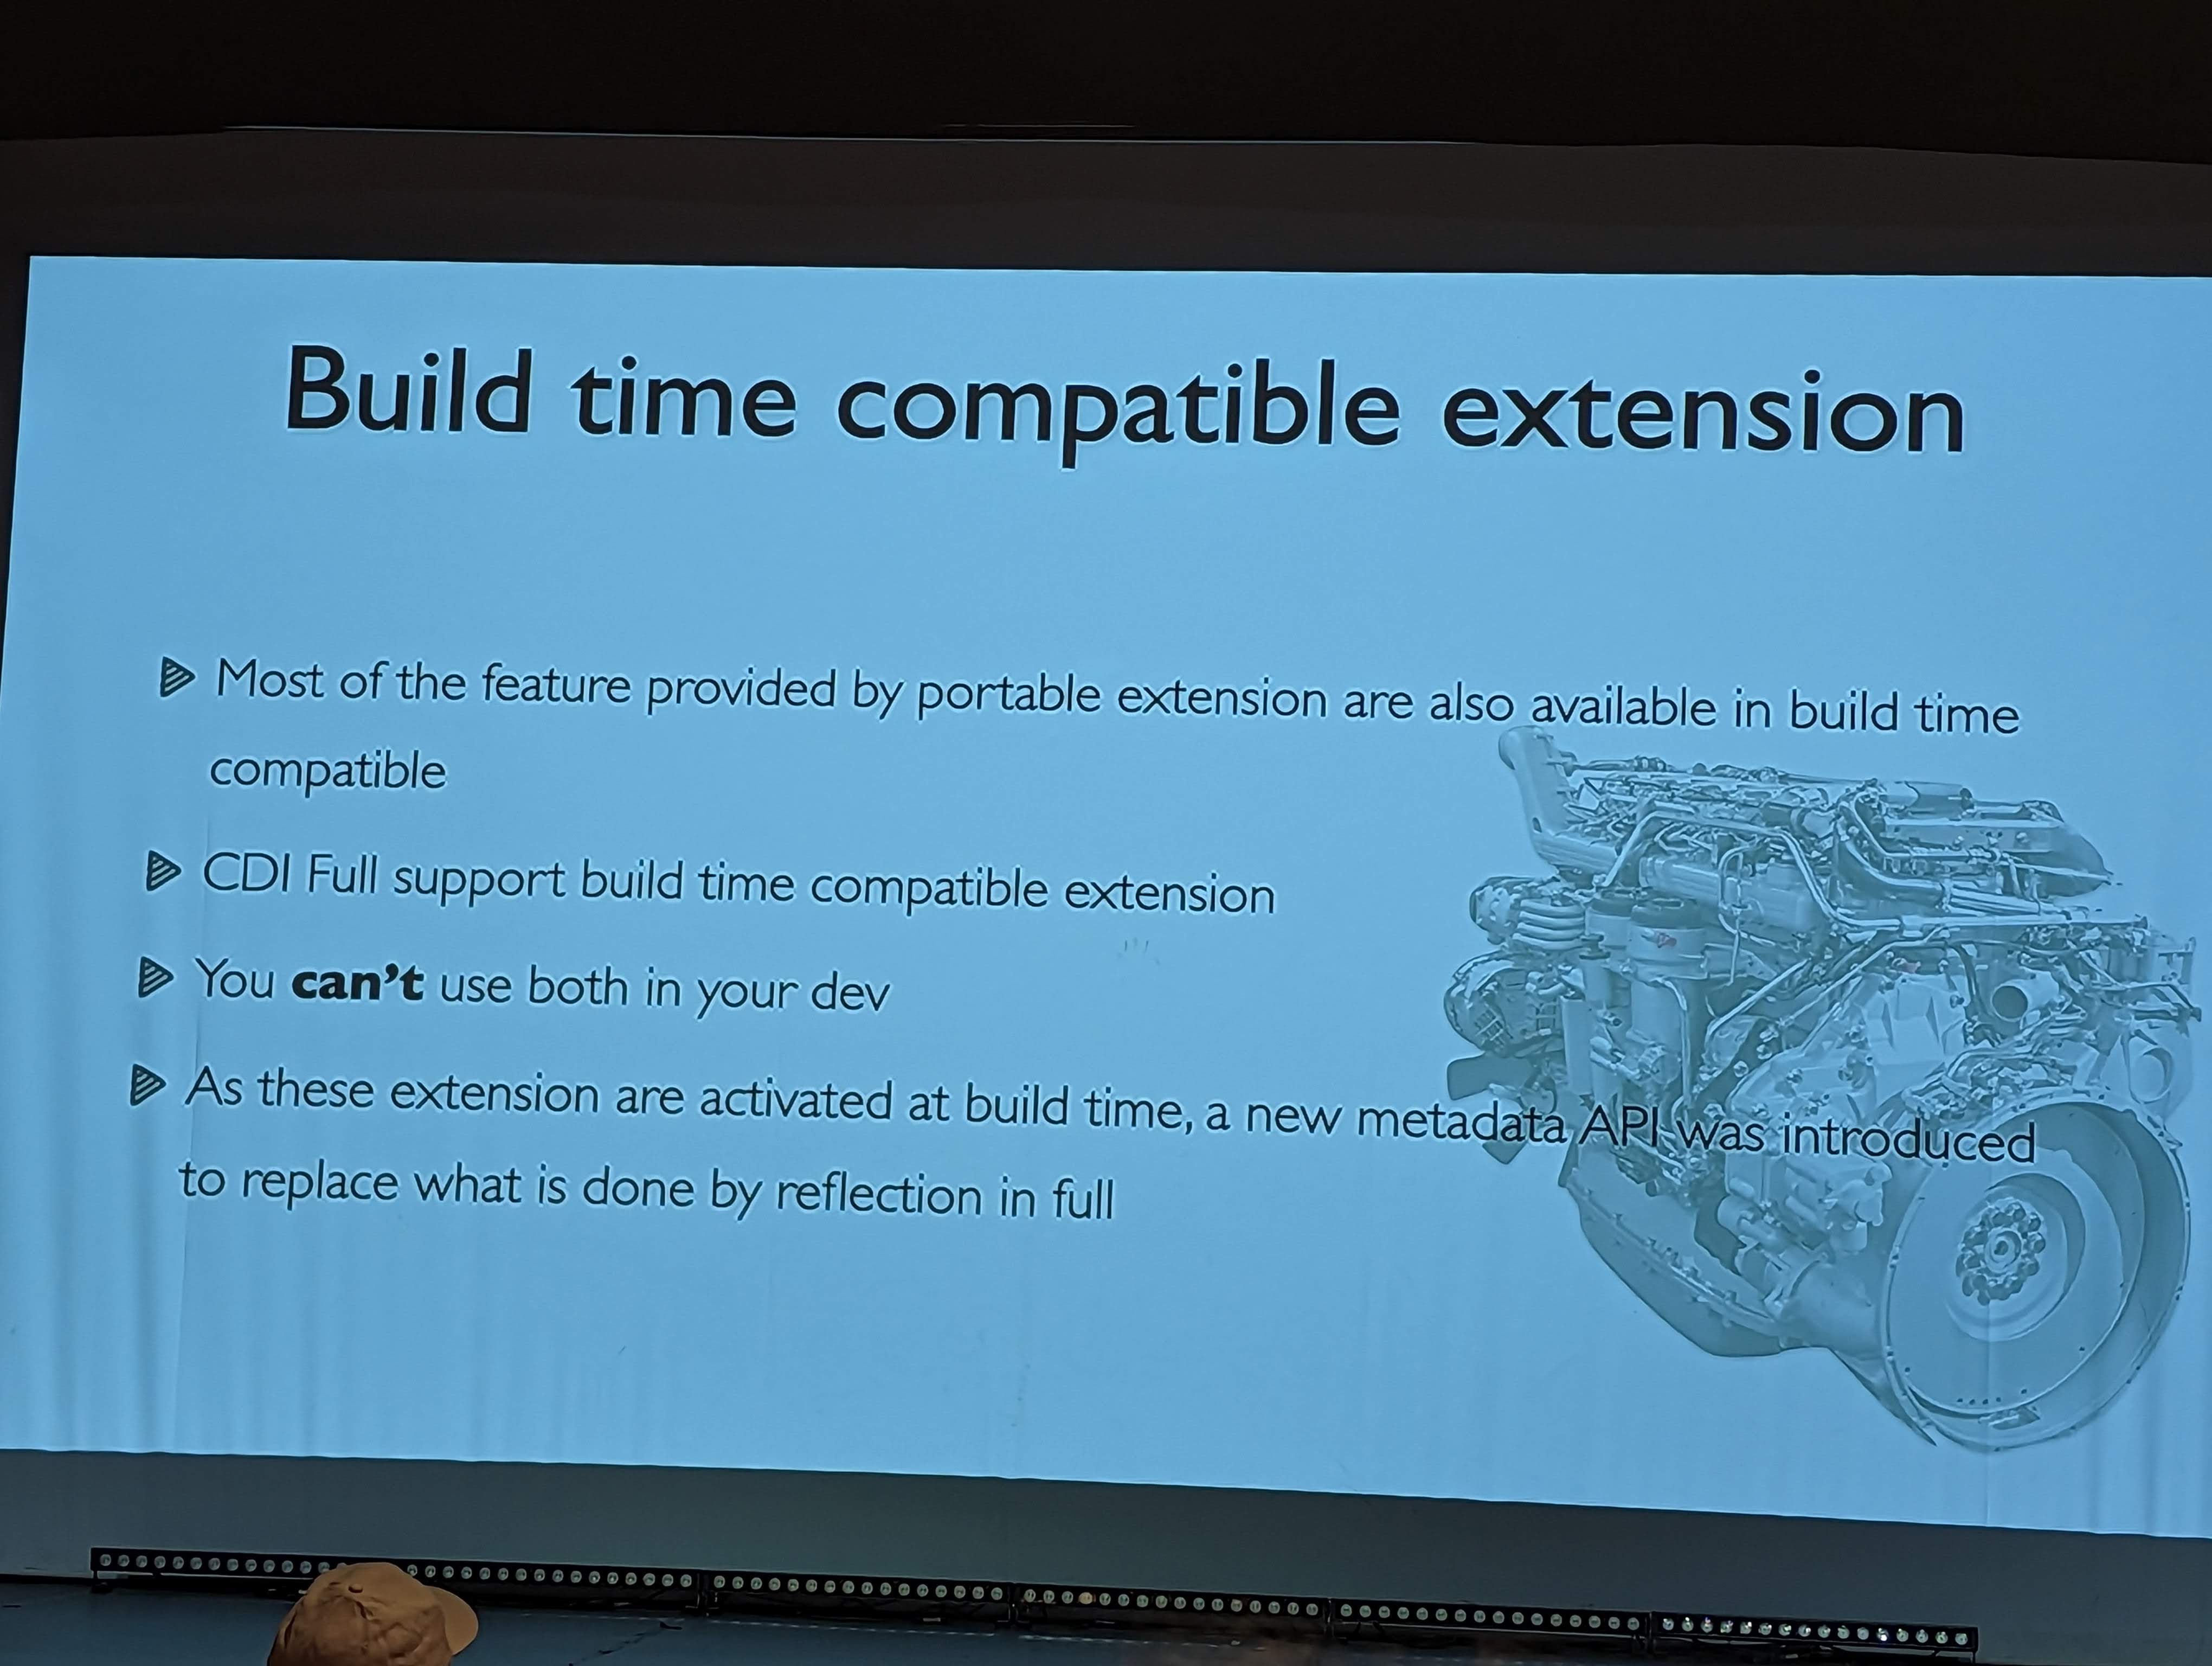 Build time compatible extension
Most of the feature provided by portable extension are also available in build time
compatible
CDI Full support build time compatible extension
You can't use both in your dev
As these extension are activated at build time, a new metadata API was introduced
to replace what is done by reflection in full